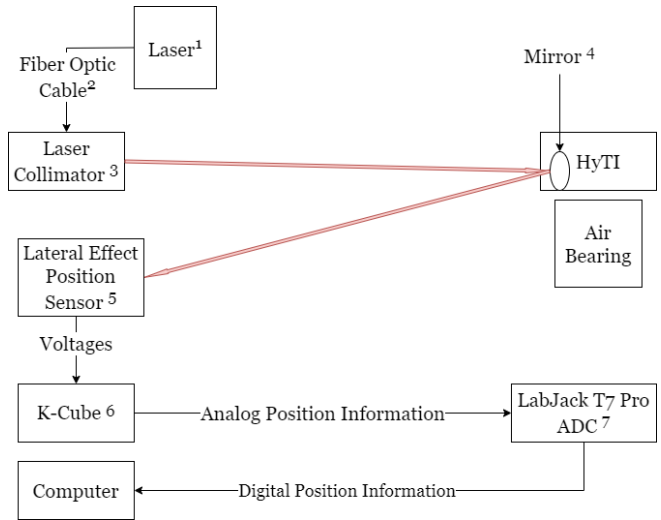 Laser¹
Fiber Optic
Cable²
Mirror ⁴
Laser
Collimator ³
HyTI
Air
Bearing
Lateral Effect
Position
Sensor ⁵
Voltages
K-Cube ⁶
Analog Position Information
LabJack T7 Pro
ADC ⁷
Computer
Digital Position Information